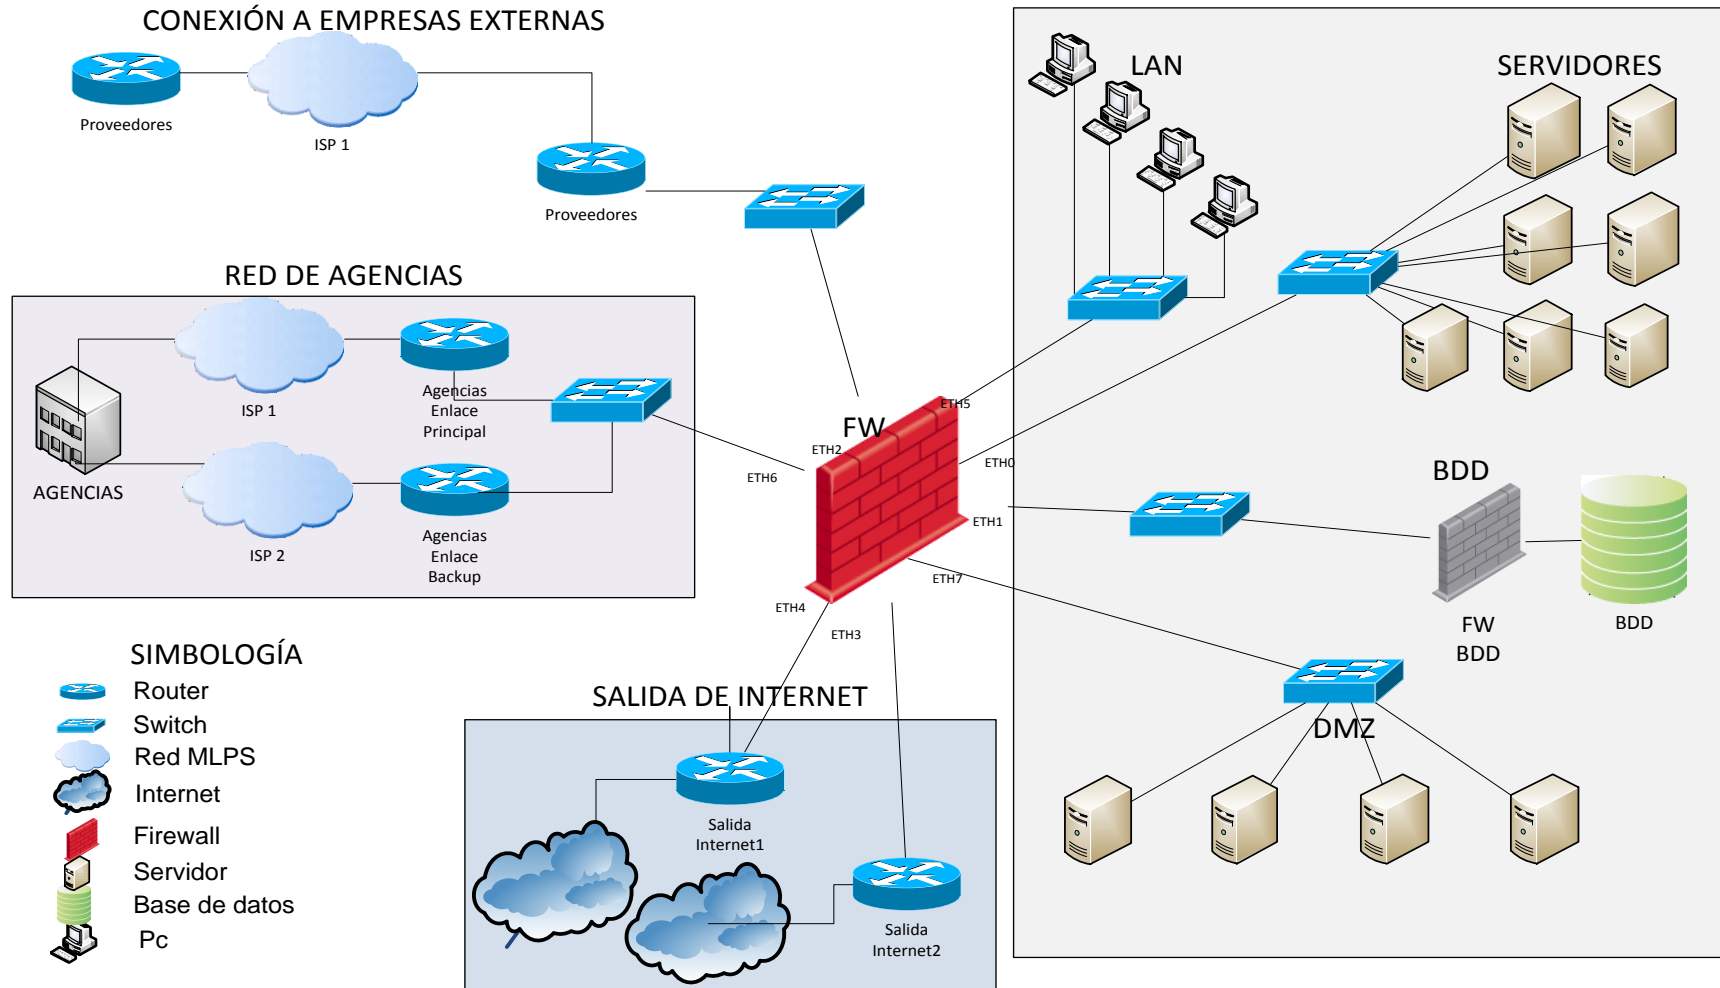 CONEXIÓN A EMPRESAS EXTERNAS
Proveedores
ISP 1
Proveedores
LAN
SERVIDORES
RED DE AGENCIAS
ISP 1
Agencias
Enlace
Principal
AGENCIAS
ISP 2
Agencias
Enlace
Backup
FW
ETH5
ETH2
ETH6
ETH0
ETH1
ETH7
ETH4
ETH3
BDD
FW
BDD
BDD
DMZ
SALIDA DE INTERNET
Salida
Internet1
Salida
Internet2
SIMBOLOGÍA
Router
Switch
Red MLPS
Internet
Firewall
Servidor
Base de datos
Pc